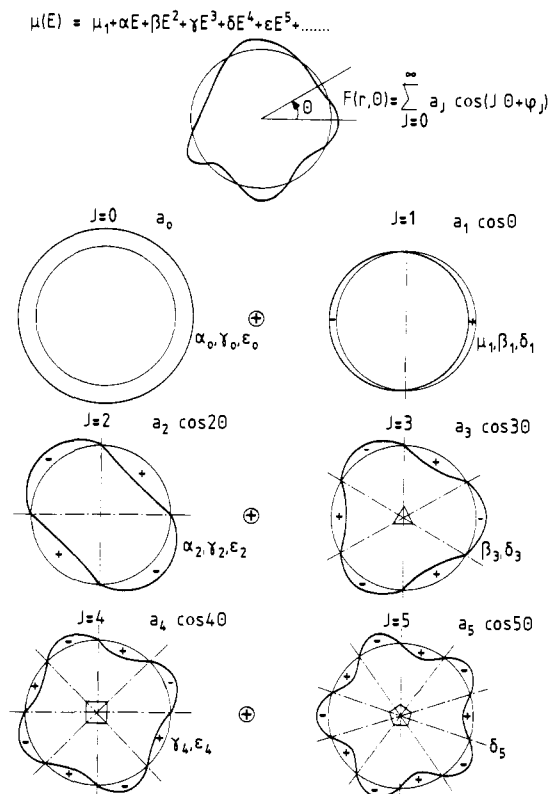 μ(E) = μ₁+αE+βE²+γE³+δE⁴+εE⁵+.......
θ
F(r,θ)=∑ a_J cos(Jθ+φ_J)
∞
J=0
J=0 a₀
J=1 a₁ cosθ
α₀,γ₀,ε₀
⊕
- +
μ₁,β₁,δ₁
J=2 a₂ cos2θ
J=3 a₃ cos3θ
- + + -
α₂,γ₂,ε₂
⊕
+ + - - - +
β₃,δ₃
J=4 a₄ cos4θ
J=5 a₅ cos5θ
- + + - - + + -
γ₄,ε₄
⊕
- + - + + - - + + -
δ₅